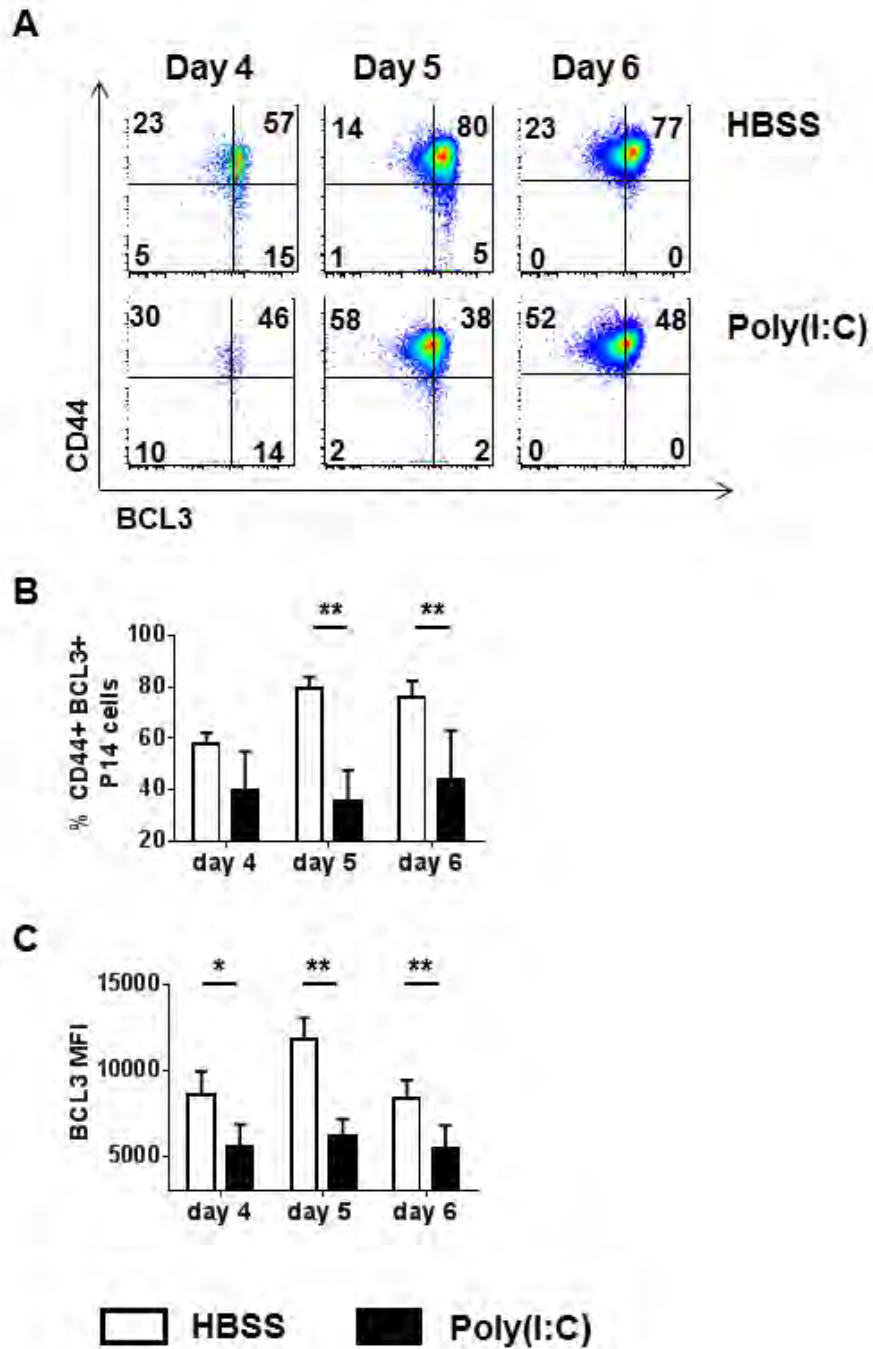 A
Day 4 Day 5 Day 6
23 57 14 80 23 77 HBSS
5 15 1 5 0 0
30 46 58 38 52 48 Poly(I:C)
10 14 2 2 0 0
CD44
BCL3
B
** **
% CD44+ BCL3+
P14 cells
100
80
60
40
20
day 4 day 5 day 6
C
* ** **
BCL3 MFI
15000
10000
5000
day 4 day 5 day 6
HBSS Poly(I:C)